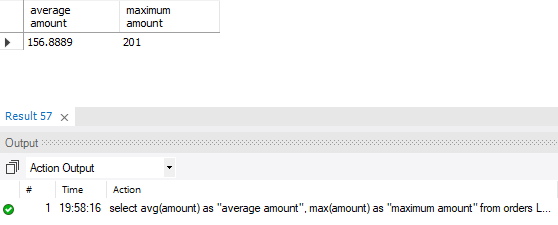 average amount maximum amount
156.8889 201
Result 57
Output
Action Output
# Time Action
1 19:58:16 select avg(amount) as "average amount", max(amount) as "maximum amount" from orders L...